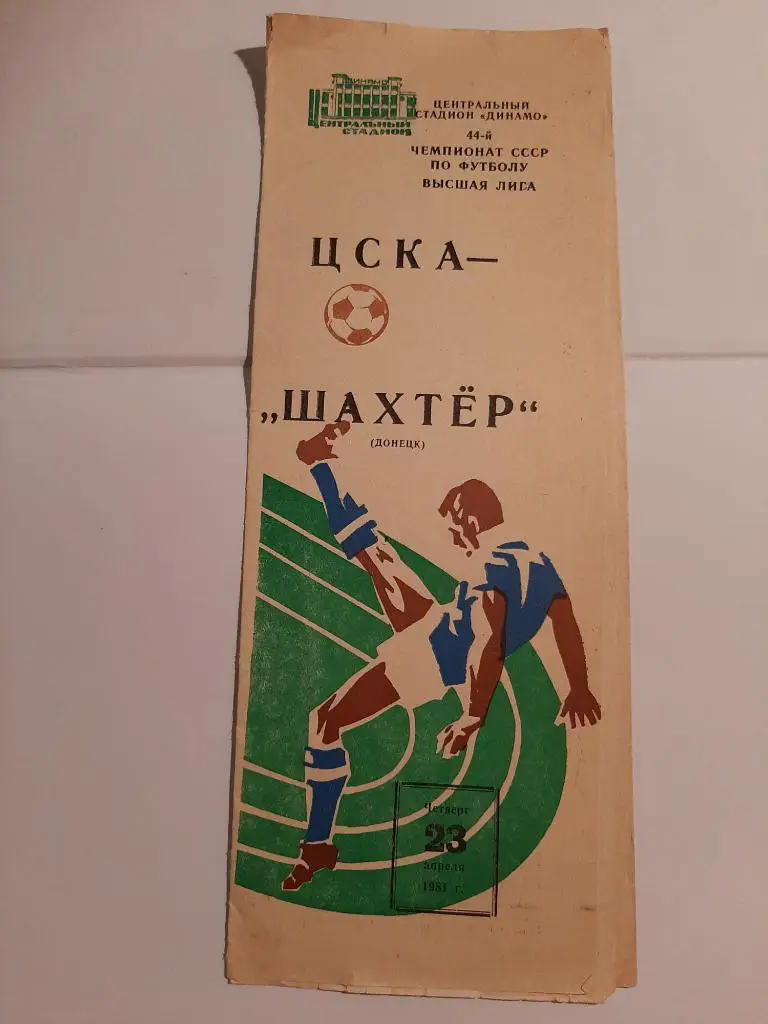 ДИНАМО
ЦЕНТРАЛЬНЫЙ
СТАДИОН
ЦЕНТРАЛЬНЫЙ
СТАДИОН «ДИНАМО»
44-й
ЧЕМПИОНАТ СССР
ПО ФУТБОЛУ
ВЫСШАЯ ЛИГА
ЦСКА—
„ШАХТЁР“
(ДОНЕЦК)
Четверг
23
апреля
1981 г.